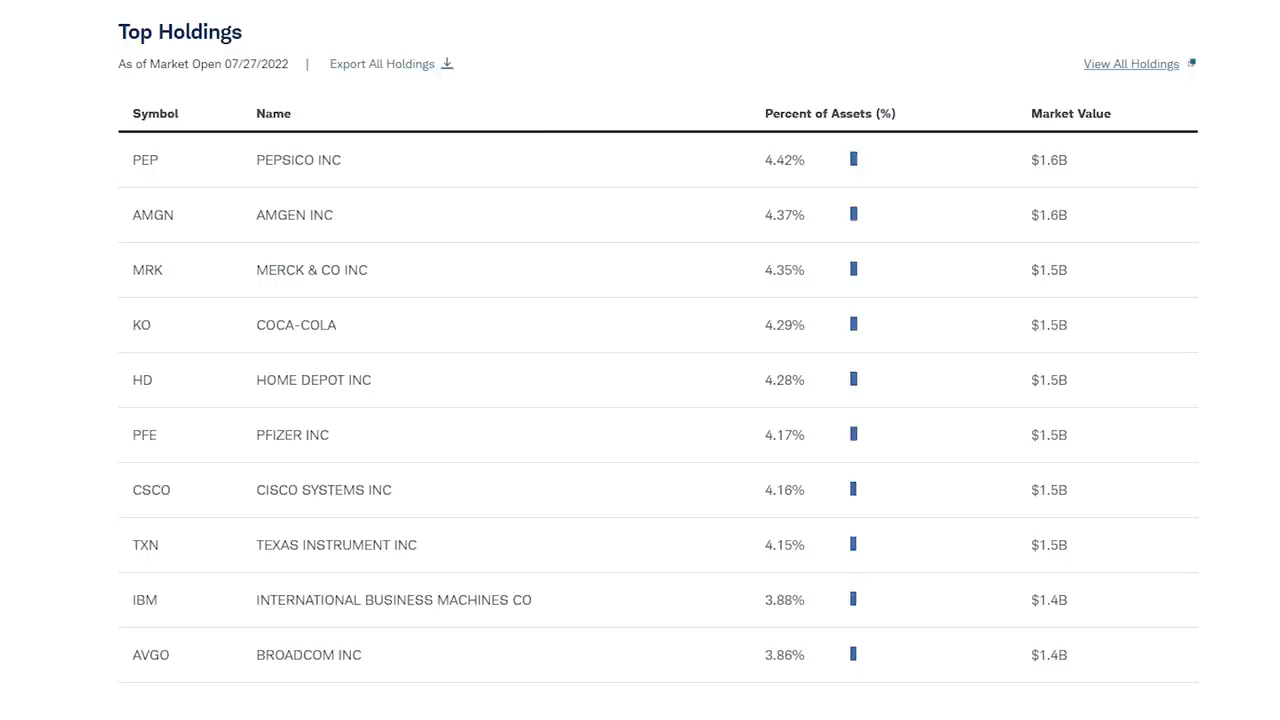 Top Holdings
As of Market Open 07/27/2022 | Export All Holdings View All Holdings
Symbol Name Percent of Assets (%) Market Value
PEP PEPSICO INC 4.42% $1.6B
AMGN AMGEN INC 4.37% $1.6B
MRK MERCK & CO INC 4.35% $1.5B
KO COCA-COLA 4.29% $1.5B
HD HOME DEPOT INC 4.28% $1.5B
PFE PFIZER INC 4.17% $1.5B
CSCO CISCO SYSTEMS INC 4.16% $1.5B
TXN TEXAS INSTRUMENT INC 4.15% $1.5B
IBM INTERNATIONAL BUSINESS MACHINES CO 3.88% $1.4B
AVGO BROADCOM INC 3.86% $1.4B